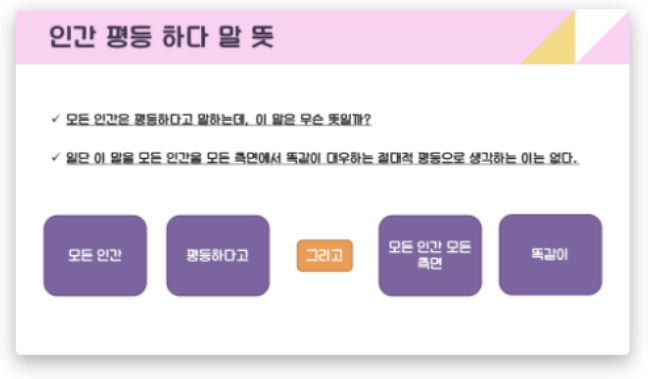 인간 평등 하다 말 뜻
✓ 모든 인간은 평등하다고 말하는데, 이 말은 무슨 뜻일까?
✓ 일단 이 말을 모든 인간을 모든 측면에서 똑같이 대우하는 절대적 평등으로 생각하는 이는 없다.
모든 인간
평등하다고
그리고
모든 인간 모든
측면
똑같이